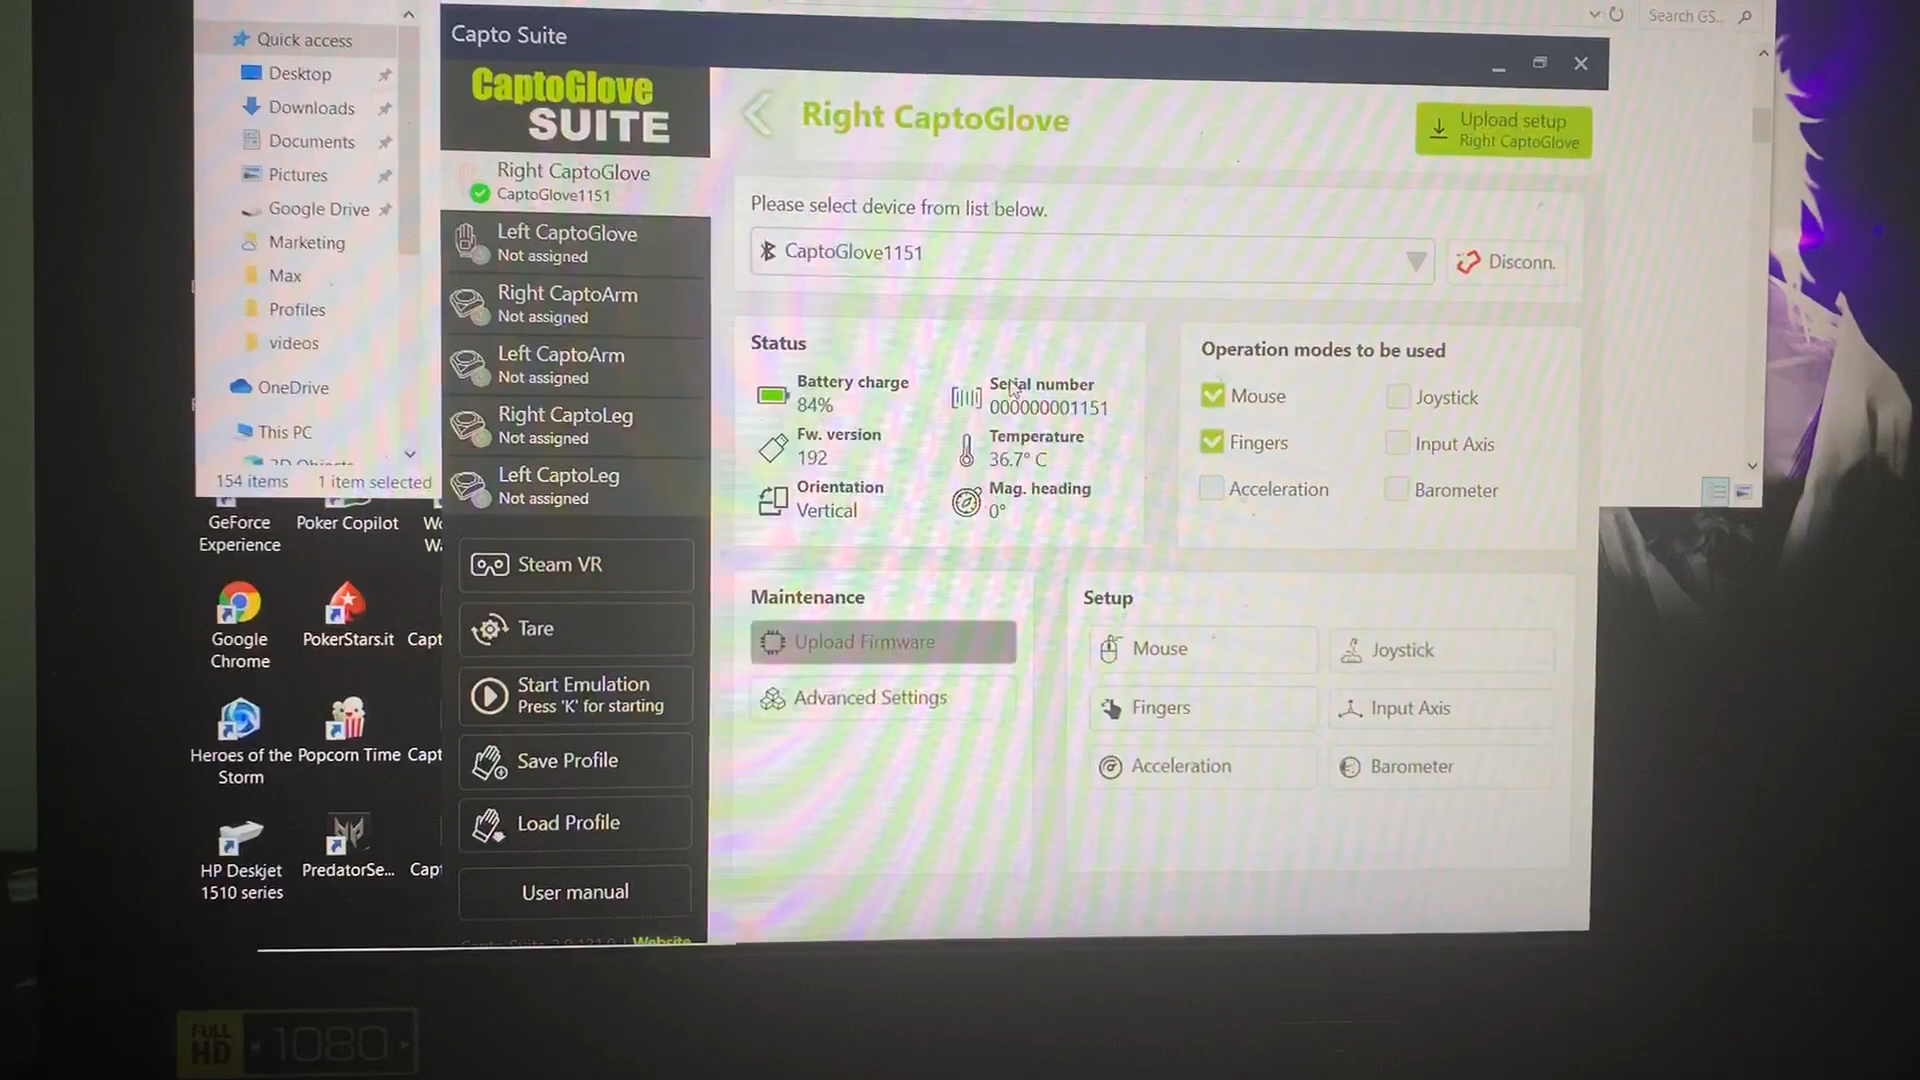 Search GS...
Quick access
Desktop
Downloads
Documents
Pictures
Google Drive
Marketing
Max
Profiles
videos
OneDrive
This PC
3D Objects
154 items
1 item selected
GeForce
Experience
Poker Copilot
Google
Chrome
PokerStars.it
Capt
Heroes of the
Storm
Popcorn Time
Capt
HP Deskjet
1510 series
PredatorSe...
Capt
Capto Suite
CaptoGlove
SUITE
Right CaptoGlove
CaptoGlove1151
Left CaptoGlove
Not assigned
Right CaptoArm
Not assigned
Left CaptoArm
Not assigned
Right CaptoLeg
Not assigned
Left CaptoLeg
Not assigned
Steam VR
Tare
Start Emulation
Press 'K' for starting
Save Profile
Load Profile
User manual
Website
Right CaptoGlove
Upload setup
Right CaptoGlove
Please select device from list below.
CaptoGlove1151
Disconn.
Status
Battery charge
84%
Serial number
000000001151
Fw. version
192
Temperature
36.7° C
Orientation
Vertical
Mag. heading
0°
Operation modes to be used
Mouse
Joystick
Fingers
Input Axis
Acceleration
Barometer
Maintenance
Upload Firmware
Advanced Settings
Setup
Mouse
Joystick
Fingers
Input Axis
Acceleration
Barometer
FULL
HD
1080